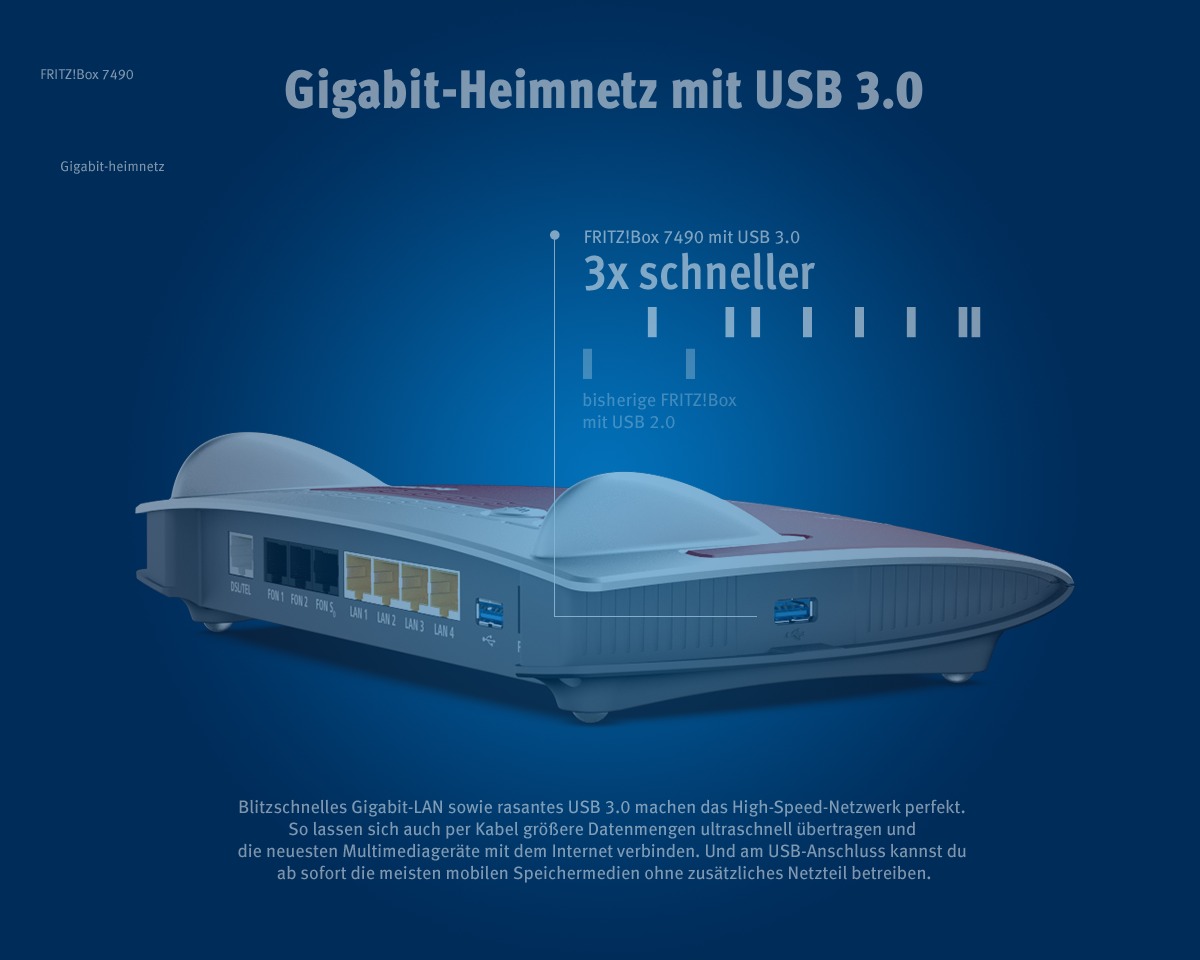 FRITZ!Box 7490
Gigabit-Heimnetz mit USB 3.0
Gigabit-heimnetz
FRITZ!Box 7490 mit USB 3.0
3x schneller
bisherige FRITZ!Box
mit USB 2.0
DSL/TEL
FON 1
FON 2
FON S0
LAN 1
LAN 2
LAN 3
LAN 4
F
Blitzschnelles Gigabit-LAN sowie rasantes USB 3.0 machen das High-Speed-Netzwerk perfekt.
So lassen sich auch per Kabel größere Datenmengen ultraschnell übertragen und
die neuesten Multimediageräte mit dem Internet verbinden. Und am USB-Anschluss kannst du
ab sofort die meisten mobilen Speichermedien ohne zusätzliches Netzteil betreiben.